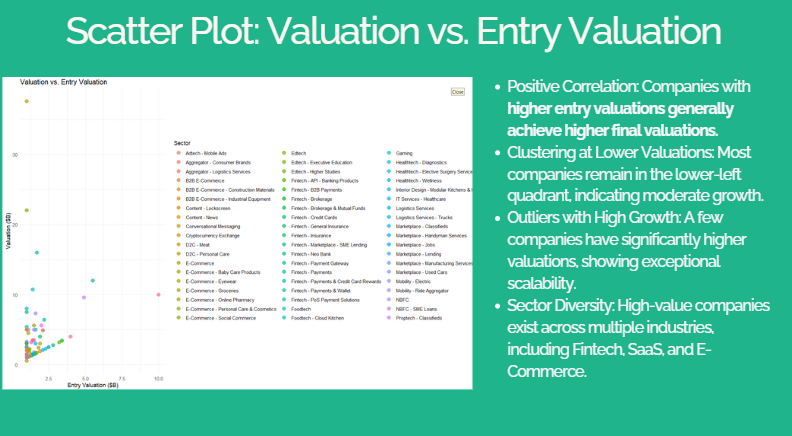 Scatter Plot: Valuation vs. Entry Valuation
Valuation vs. Entry Valuation
Close
Valuation ($B)
30
20
10
0
2.5
5.0
7.5
10.0
Entry Valuation ($B)
Sector
Adtech - Mobile Ads
Aggregator - Consumer Brands
Aggregator - Logistics Services
B2B E-Commerce
B2B E-Commerce - Construction Materials
B2B E-Commerce - Industrial Equipment
Content - Lockscreen
Content - News
Conversational Messaging
Cryptocurrency Exchange
D2C - Meat
D2C - Personal Care
E-Commerce
E-Commerce - Baby Care Products
E-Commerce - Eyewear
E-Commerce - Groceries
E-Commerce - Online Pharmacy
E-Commerce - Personal Care & Cosmetics
E-Commerce - Social Commerce
Edtech
Edtech - Executive Education
Edtech - Higher Studies
Fintech - API - Banking Products
Fintech - B2B Payments
Fintech - Brokerage
Fintech - Brokerage & Mutual Funds
Fintech - Credit Cards
Fintech - General Insurance
Fintech - Insurance
Fintech - Marketplace - SME Lending
Fintech - Neo Bank
Fintech - Payment Gateway
Fintech - Payments
Fintech - Payments & Credit Card Rewards
Fintech - Payments & Wallet
Fintech - PoS Payment Solutions
Foodtech
Foodtech - Cloud Kitchen
Gaming
Healthtech - Diagnostics
Healthtech - Elective Surgery Service
Healthtech - Wellness
Interior Design - Modular Kitchens &
IT Services - Healthcare
Logistics Services
Logistics Services - Trucks
Marketplace - Classifieds
Marketplace - Handyman Services
Marketplace - Jobs
Marketplace - Lending
Marketplace - Manufacturing Services
Marketplace - Used Cars
Mobility - Electric
Mobility - Ride Aggregator
NBFC
NBFC - SME Loans
Proptech - Classifieds
• Positive Correlation: Companies with
higher entry valuations generally
achieve higher final valuations.
• Clustering at Lower Valuations: Most
companies remain in the lower-left
quadrant, indicating moderate growth.
• Outliers with High Growth: A few
companies have significantly higher
valuations, showing exceptional
scalability.
• Sector Diversity: High-value companies
exist across multiple industries,
including Fintech, SaaS, and E-
Commerce.